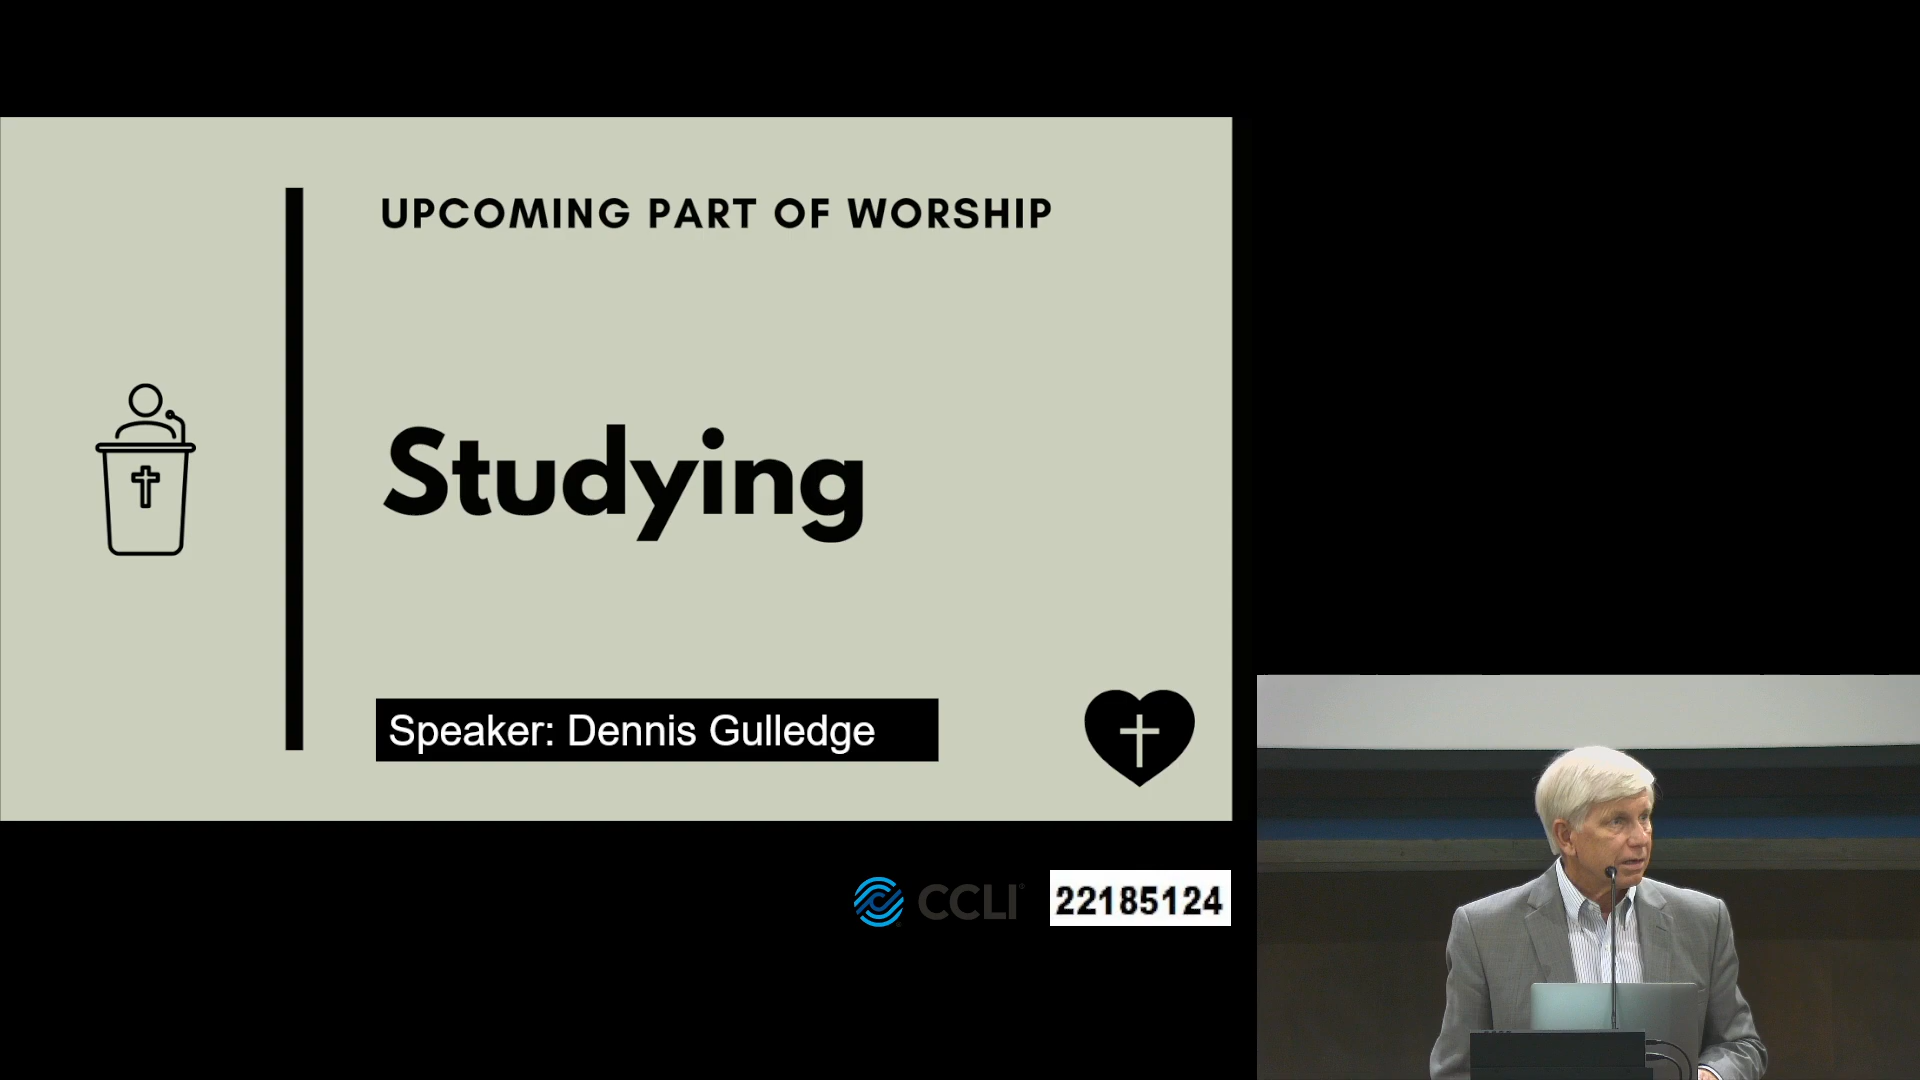 UPCOMING PART OF WORSHIP
Studying
Speaker: Dennis Gulledge
CCLI
22185124